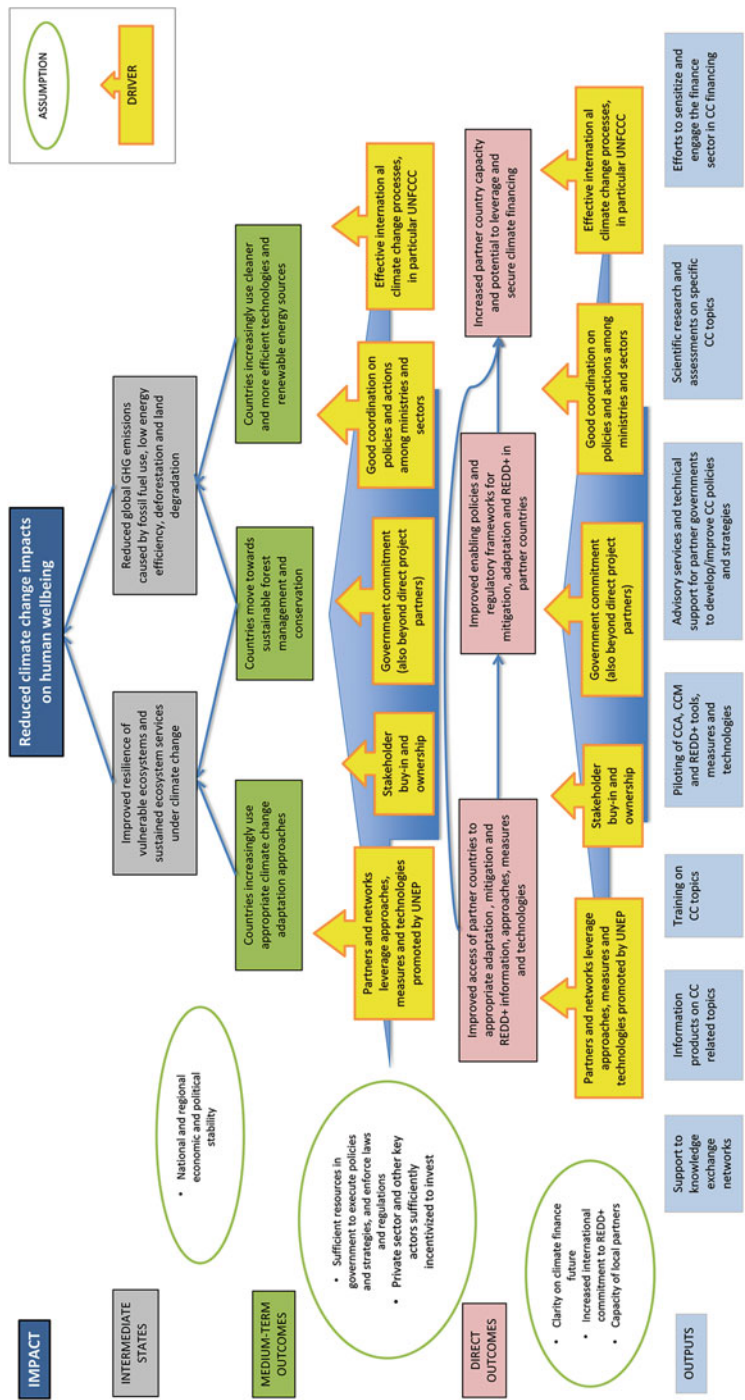 IMPACT
Reduced climate change impacts
on human wellbeing
ASSUMPTION
DRIVER
INTERMEDIATE
STATES
• National and regional
economic and political
stability
Improved resilience of
vulnerable ecosystems and
sustained ecosystem services
under climate change
Reduced global GHG emissions
caused by fossil fuel use, low energy
efficiency, deforestation and land
degradation
MEDIUM-TERM
OUTCOMES
Countries increasingly use
appropriate climate change
adaptation approaches
Countries move towards
sustainable forest
management and
conservation
Countries increasingly use cleaner
and more efficient technologies and
renewable energy sources
• Sufficient resources in
government to execute policies
and strategies, and enforce laws
and regulations
• Private sector and other key
actors sufficiently
incentivized to invest
Partners and networks
leverage approaches,
measures and technologies
promoted by UNEP
Stakeholder
buy-in and
ownership
Government commitment
(also beyond direct project
partners)
Good coordination on
policies and actions
among ministries and
sectors
Effective internation al
climate change processes,
in particular UNFCCC
DIRECT
OUTCOMES
Improved access of partner countries to
appropriate adaptation , mitigation and
REDD+ information, approaches, measures
and technologies
Improved enabling policies and
regulatory frameworks for
mitigation, adaptation and REDD+ in
partner countries
Increased partner country capacity
and potential to leverage and
secure climate financing
• Clarity on climate finance
future
• Increased international
commitment to REDD+
• Capacity of local partners
Partners and networks leverage
approaches, measures and
technologies promoted by UNEP
Stakeholder
buy-in and
ownership
Government commitment
(also beyond direct project
partners)
Good coordination on
policies and actions among
ministries and sectors
Effective internation al
climate change processes,
in particular UNFCCC
OUTPUTS
Support to
knowledge
exchange
networks
Information
products on CC
related topics
Training on
CC topics
Piloting of CCA, CCM
and REDD+ tools,
measures and
technologies
Advisory services and technical
support for partner governments
to develop/improve CC policies
and strategies
Scientific research and
assessments on specific
CC topics
Efforts to sensitize and
engage the finance
sector in CC financing